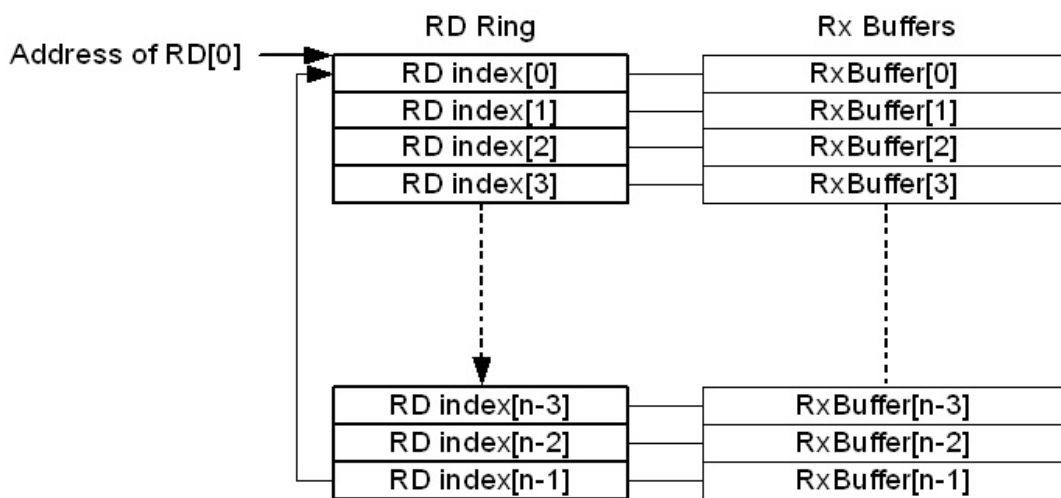 RD Ring
Rx Buffers
Address of RD[0]
RD index[0]
RxBuffer[0]
RD index[1]
RxBuffer[1]
RD index[2]
RxBuffer[2]
RD index[3]
RxBuffer[3]
RD index[n-3]
RxBuffer[n-3]
RD index[n-2]
RxBuffer[n-2]
RD index[n-1]
RxBuffer[n-1]